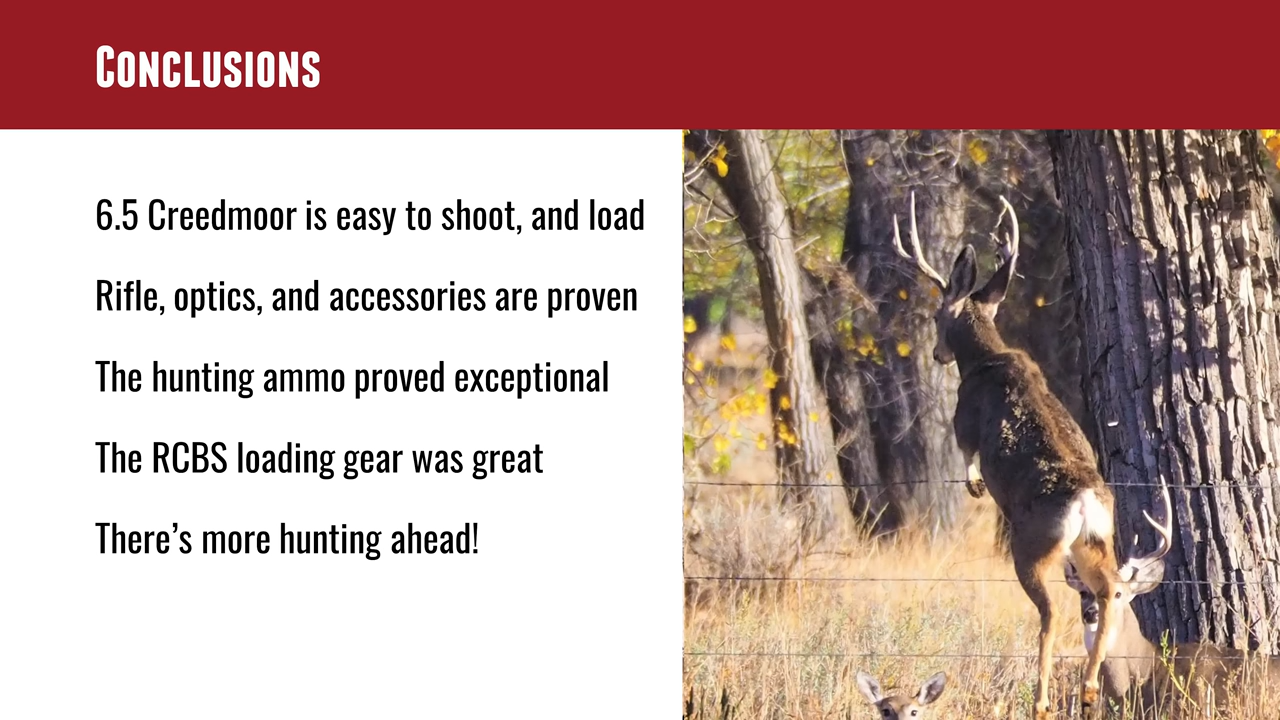 Conclusions
6.5 Creedmoor is easy to shoot, and load
Rifle, optics, and accessories are proven
The hunting ammo proved exceptional
The RCBS loading gear was great
There’s more hunting ahead!